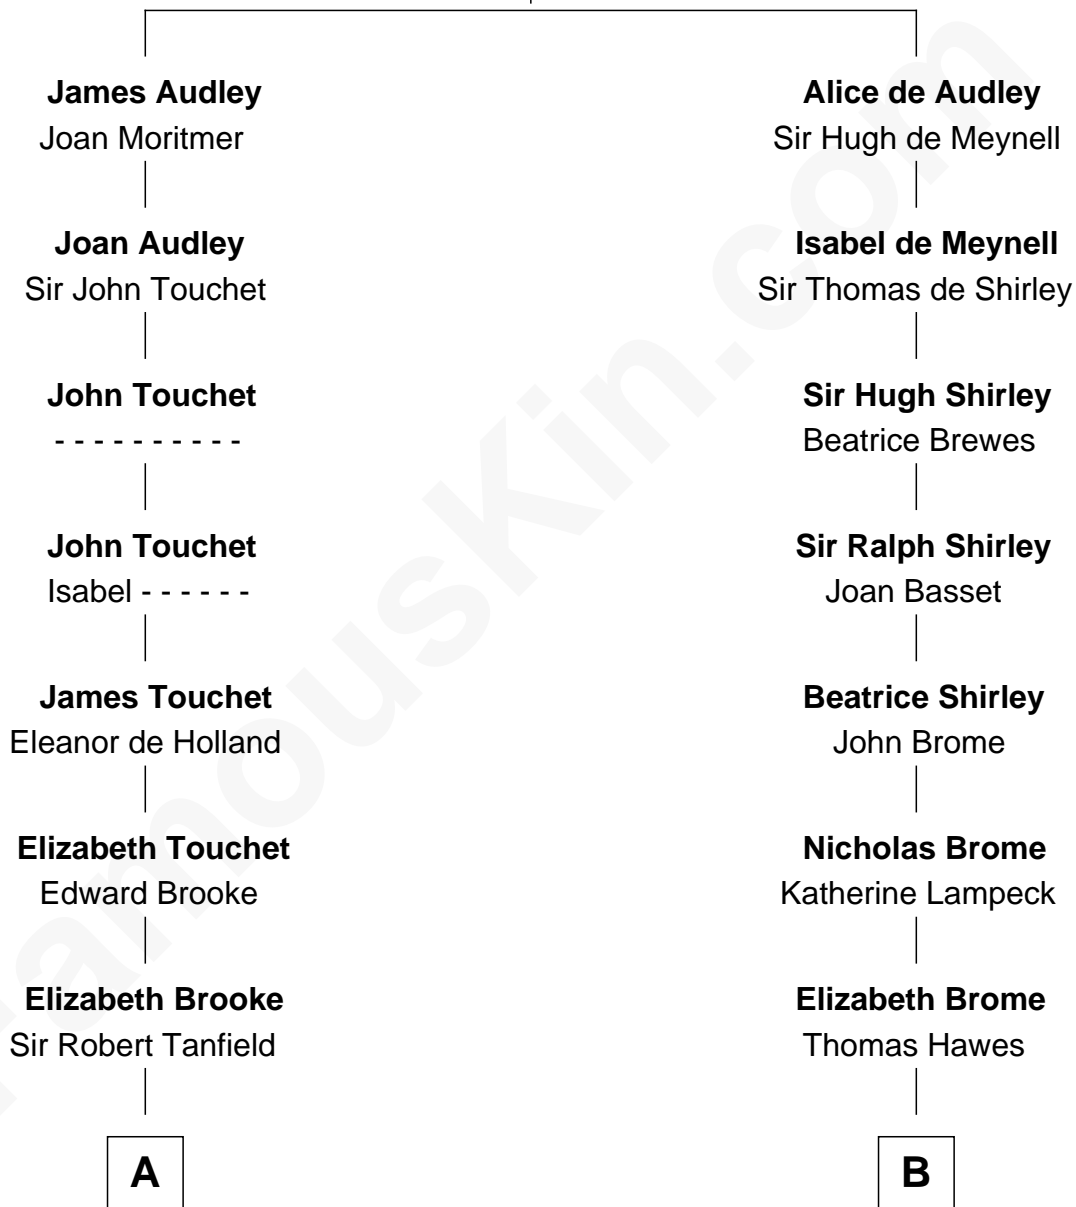 James Audley
Joan Moritmer
Alice de Audley
Sir Hugh de Meynell
Joan Audley
Sir John Touchet
Isabel de Meynell
Sir Thomas de Shirley
John Touchet
- - - - - - - - - -
Sir Hugh Shirley
Beatrice Brewes
John Touchet
Isabel - - - - - -
Sir Ralph Shirley
Joan Basset
James Touchet
Eleanor de Holland
Beatrice Shirley
John Brome
Elizabeth Touchet
Edward Brooke
Nicholas Brome
Katherine Lampeck
Elizabeth Brooke
Sir Robert Tanfield
Elizabeth Brome
Thomas Hawes
A
B
FamousKin.com